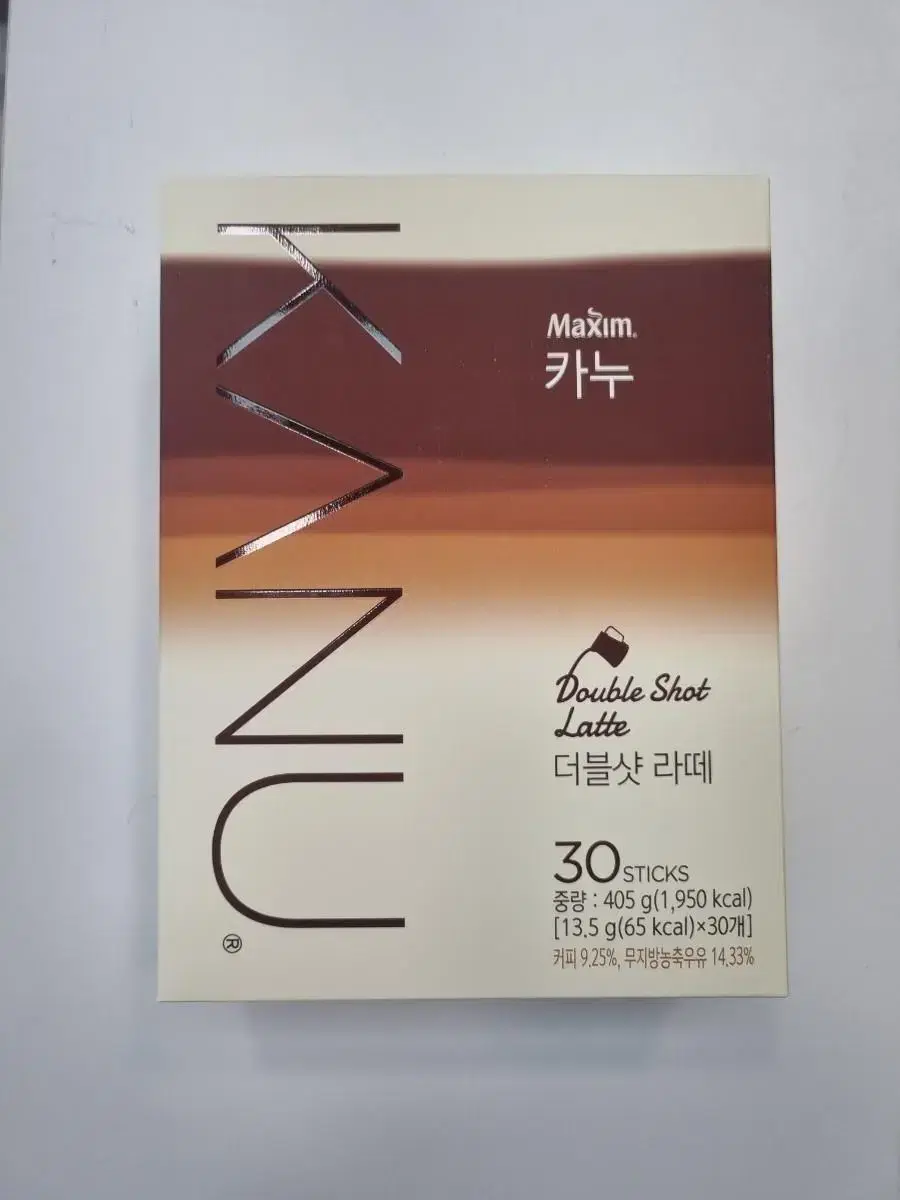 KANU®
Maxim®
카누
Double Shot
Latte
더블샷 라떼
30 STICKS
중량 : 405 g(1,950 kcal)
[13.5 g(65 kcal)×30개]
커피 9.25%, 무지방농축우유 14.33%